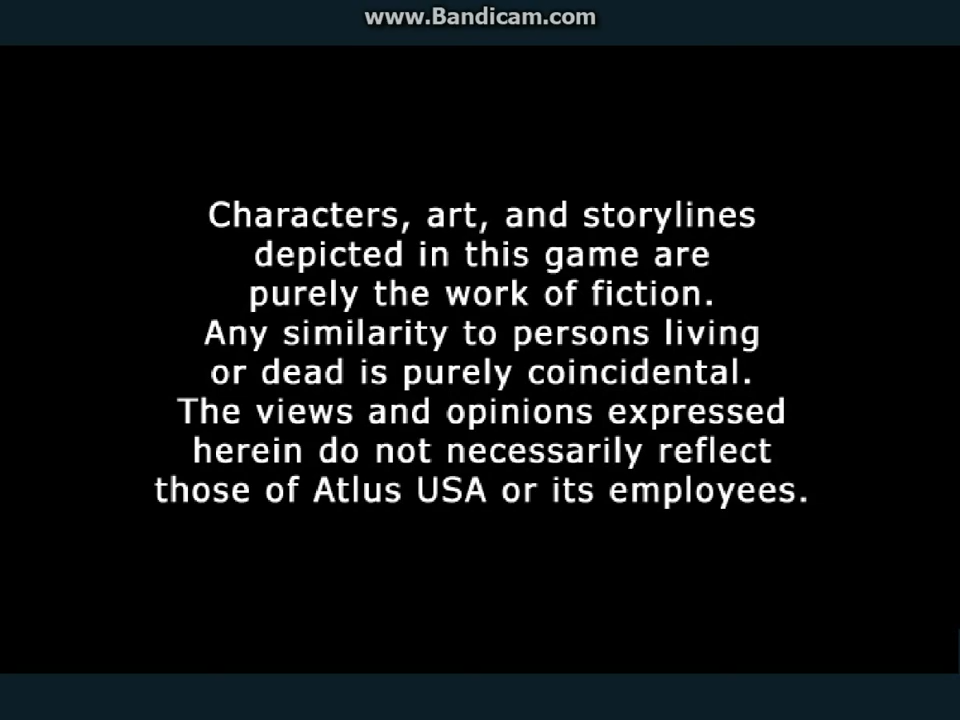 www.Bandicam.com
Characters, art, and storylines
depicted in this game are
purely the work of fiction.
Any similarity to persons living
or dead is purely coincidental.
The views and opinions expressed
herein do not necessarily reflect
those of Atlus USA or its employees.